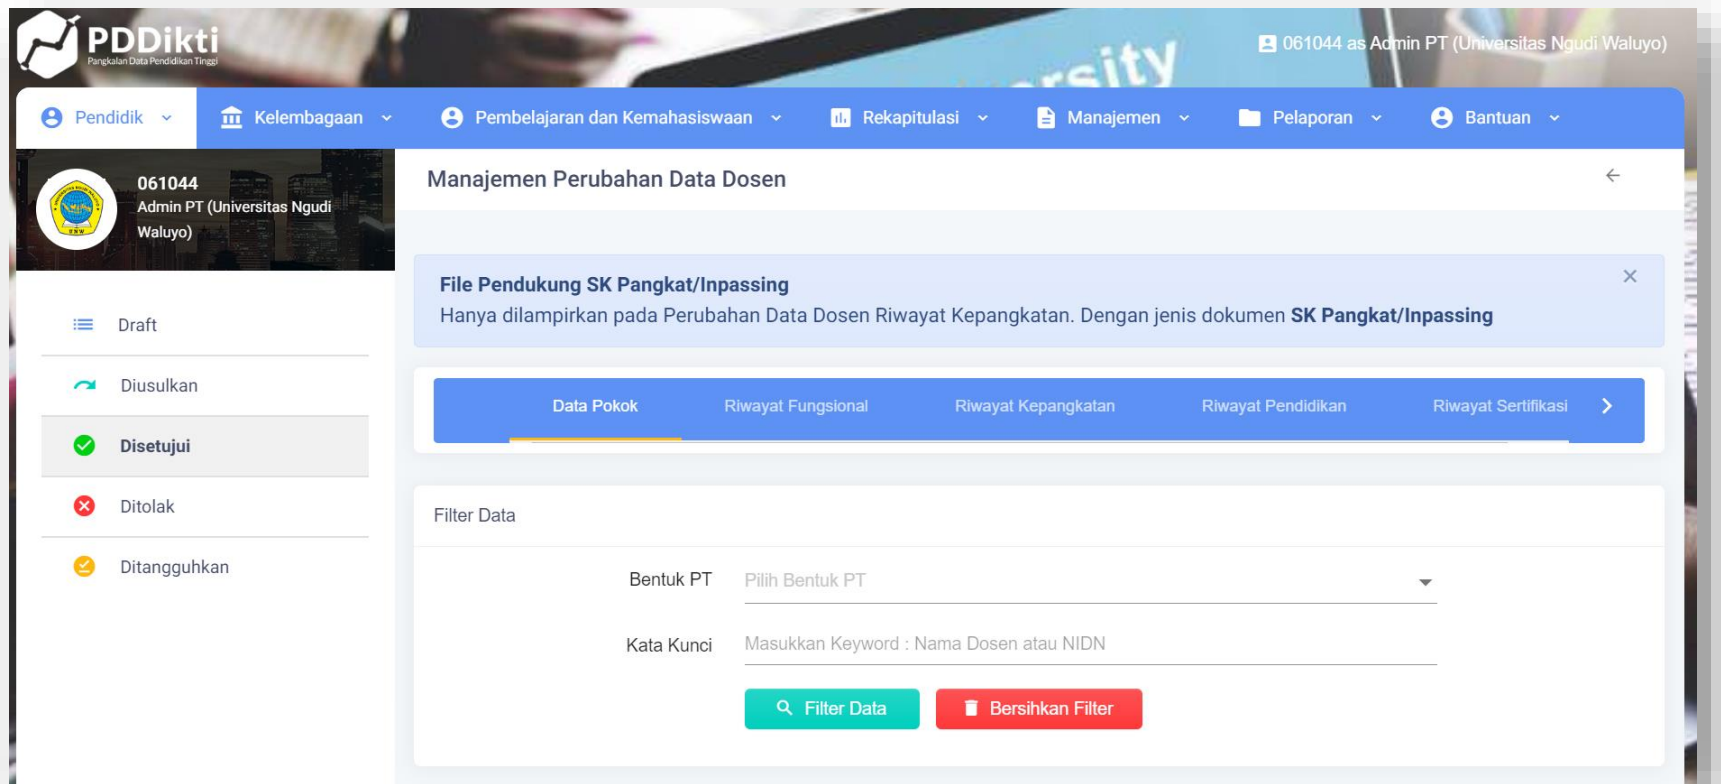 PDDikti
Pangkalan Data Pendidikan Tinggi
ersity
061044 as Admin PT (Universitas Ngudi Waluyo)
Pendidik
Kelembagaan
Pembelajaran dan Kemahasiswaan
Rekapitulasi
Manajemen
Pelaporan
Bantuan
061044
Admin PT (Universitas Ngudi
Waluyo)
UNW
Draft
Diusulkan
Disetujui
Ditolak
Ditangguhkan
Manajemen Perubahan Data Dosen
File Pendukung SK Pangkat/Inpassing
Hanya dilampirkan pada Perubahan Data Dosen Riwayat Kepangkatan. Dengan jenis dokumen SK Pangkat/Inpassing
Data Pokok Riwayat Fungsional Riwayat Kepangkatan Riwayat Pendidikan Riwayat Sertifikasi
Filter Data
Bentuk PT Pilih Bentuk PT
Kata Kunci Masukkan Keyword : Nama Dosen atau NIDN
Filter Data Bersihkan Filter